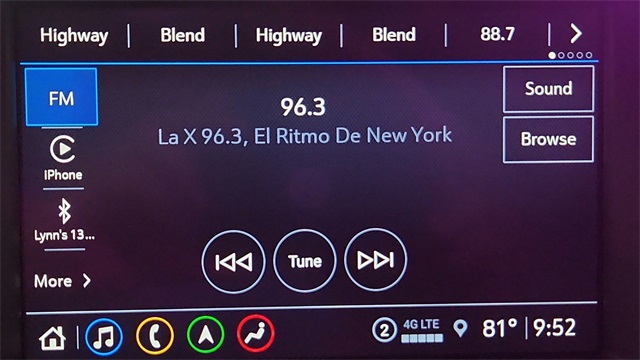 Highway | Blend | Highway | Blend | 88.7
FM
96.3
Sound
La X 96.3, El Ritmo De New York
Browse
iPhone
Lynn's 13...
Tune
More
2 4G LTE 81° 9:52